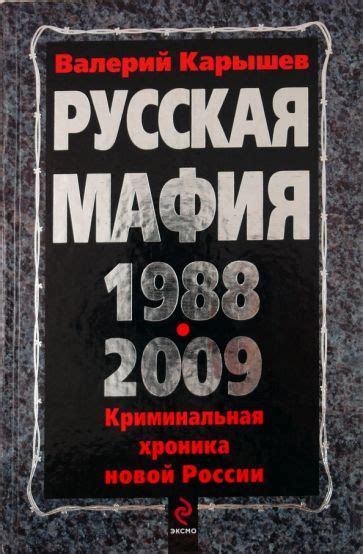 Валерий Карышев
РУССКАЯ
МАФИЯ
1988
2009
Криминальная
хроника
новой России
ЭКСМО